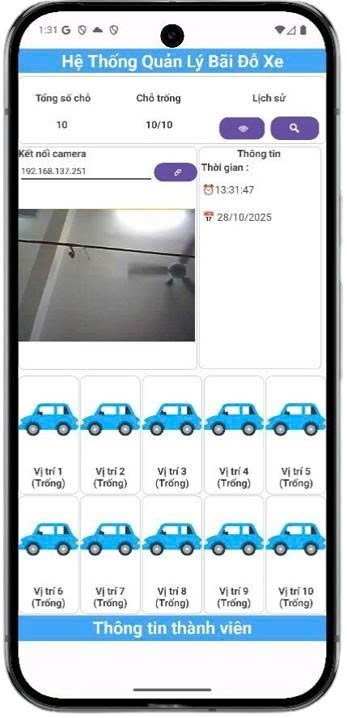 1:31 G
Hệ Thống Quản Lý Bãi Đỗ Xe
Tổng số chỗ Chỗ trống Lịch sử
10 10/10
Kết nối camera
192.168.137.251
Thông tin
Thời gian :
⏰13:31:47
📅 28/10/2025
Vị trí 1 Vị trí 2 Vị trí 3 Vị trí 4 Vị trí 5
(Trống) (Trống) (Trống) (Trống) (Trống)
Vị trí 6 Vị trí 7 Vị trí 8 Vị trí 9 Vị trí 10
(Trống) (Trống) (Trống) (Trống) (Trống)
Thông tin thành viên